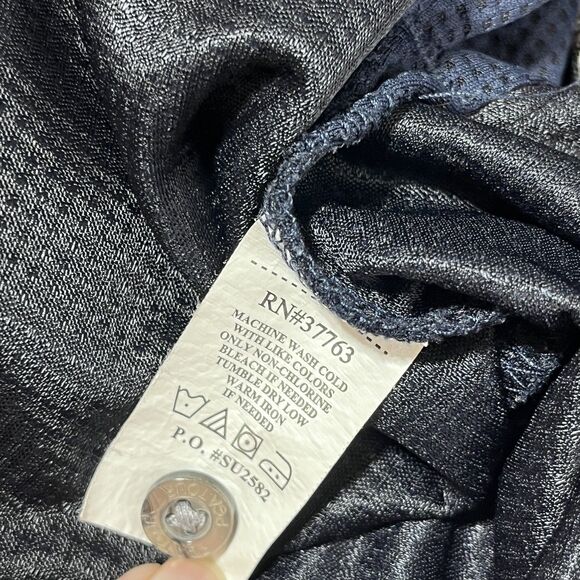 RN#37763
MACHINE WASH COLD
WITH LIKE COLORS
ONLY NON-CHLORINE
BLEACH IF NEEDED
TUMBLE DRY LOW
WARM IRON
IF NEEDED
P.O. #SU2582